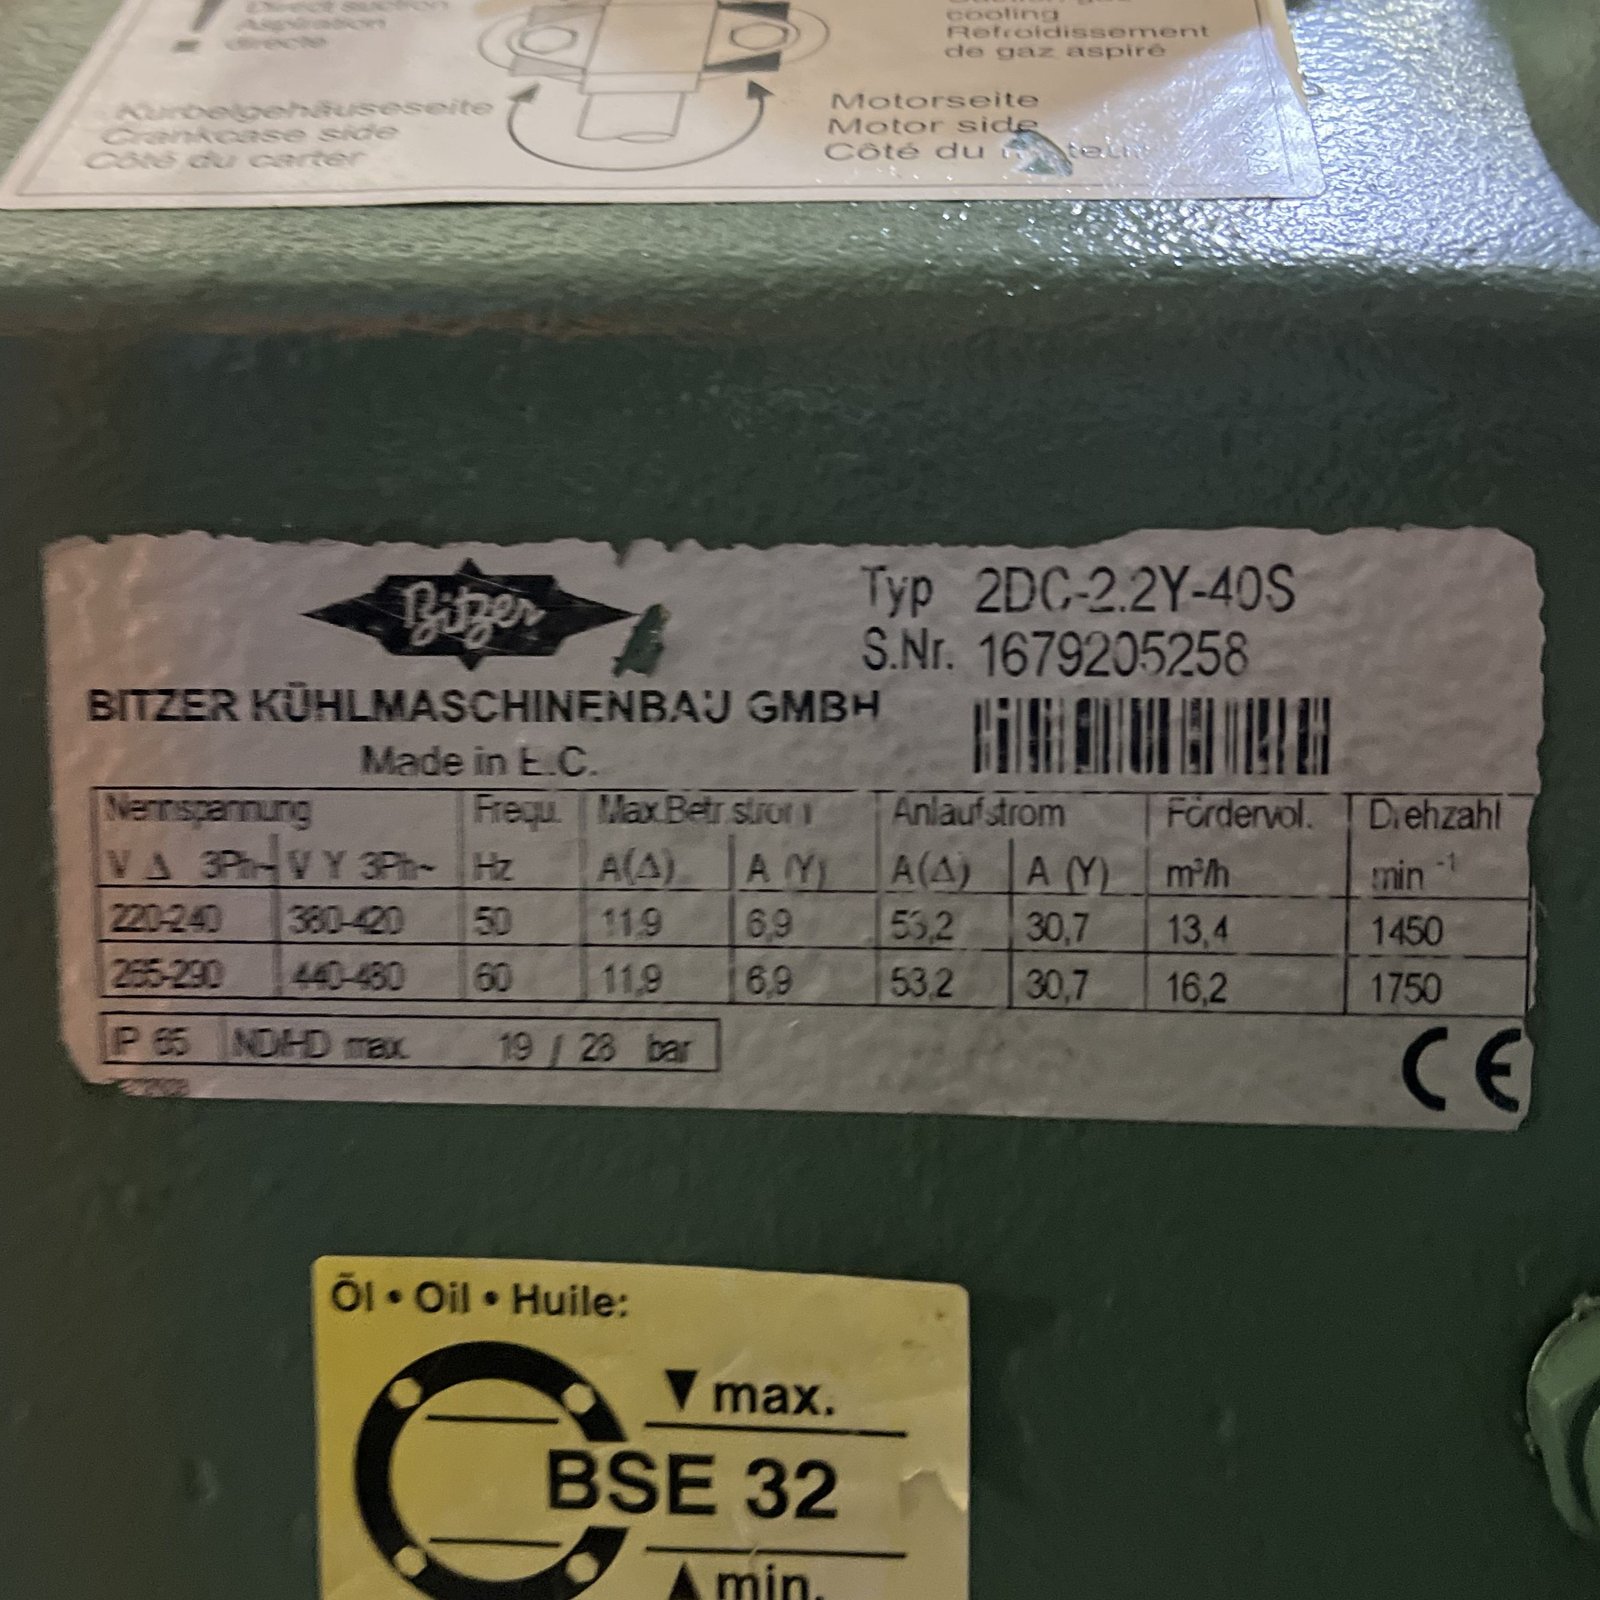 Direct suction
Aspiration
directe
cooling
Refroidissement
de gaz aspiré
Kurbelgehäuseseite
Crankcase side
Côté du carter
Motorseite
Motor side
Côté du
Bitzer
Typ 2DC-2.2Y-40S
S.Nr. 1679205258
BITZER KÜHLMASCHINENBAU GMBH
Made in E.C.
Nennspannung Frequ. Max.Betr.strom Anlaufstrom Fördervol. Drehzahl
V Δ 3Ph~ V Y 3Ph~ Hz A(Δ) A (Y) A(Δ) A (Y) m³/h min⁻¹
220-240 380-420 50 11,9 6,9 53,2 30,7 13,4 1450
265-290 440-480 60 11,9 6,9 53,2 30,7 16,2 1750
IP 65 ND/HD max. 19 / 28 bar
CE
Öl • Oil • Huile:
▼ max.
BSE 32
▲ min.